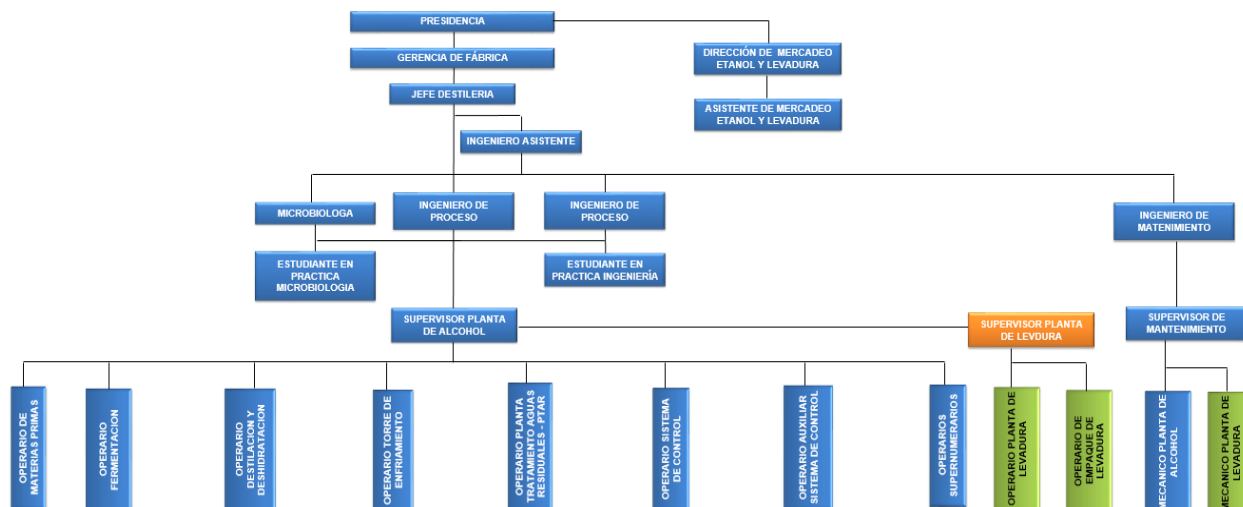 PRESIDENCIA
GERENCIA DE FÁBRICA
DIRECCIÓN DE MERCADEO
ETANOL Y LEVADURA
JEFE DESTILERIA
ASISTENTE DE MERCADEO
ETANOL Y LEVADURA
INGENIERO ASISTENTE
MICROBIOLOGA
INGENIERO DE
PROCESO
INGENIERO DE
PROCESO
INGENIERO DE
MATENIMIENTO
ESTUDIANTE EN
PRACTICA
MICROBIOLOGIA
ESTUDIANTE EN
PRACTICA INGENIERÍA
SUPERVISOR PLANTA
DE ALCOHOL
SUPERVISOR PLANTA
DE LEVDURA
SUPERVISOR DE
MANTENIMIENTO
OPERARIO DE
MATERIAS PRIMAS
OPERARIO
FERMENTACION
OPERARIO
DESTILACION Y
DESHIDRATACION
OPERARIO TORRE DE
ENFRIAMIENTO
OPERARIO PLANTA
TRATAMIENTO AGUAS
RESIDUALES - PTAR
OPERARIO SISTEMA
DE CONTROL
OPERARIO AUXILIAR
SISTEMA DE CONTROL
OPERARIOS
SUPERNUMERARIOS
OPERARIO PLANTA DE
LEVADURA
OPERARIO DE
EMPAQUE DE
LEVADURA
MECANICO PLANTA DE
ALCOHOL
MECANICO PLANTA DE
LEVADURA